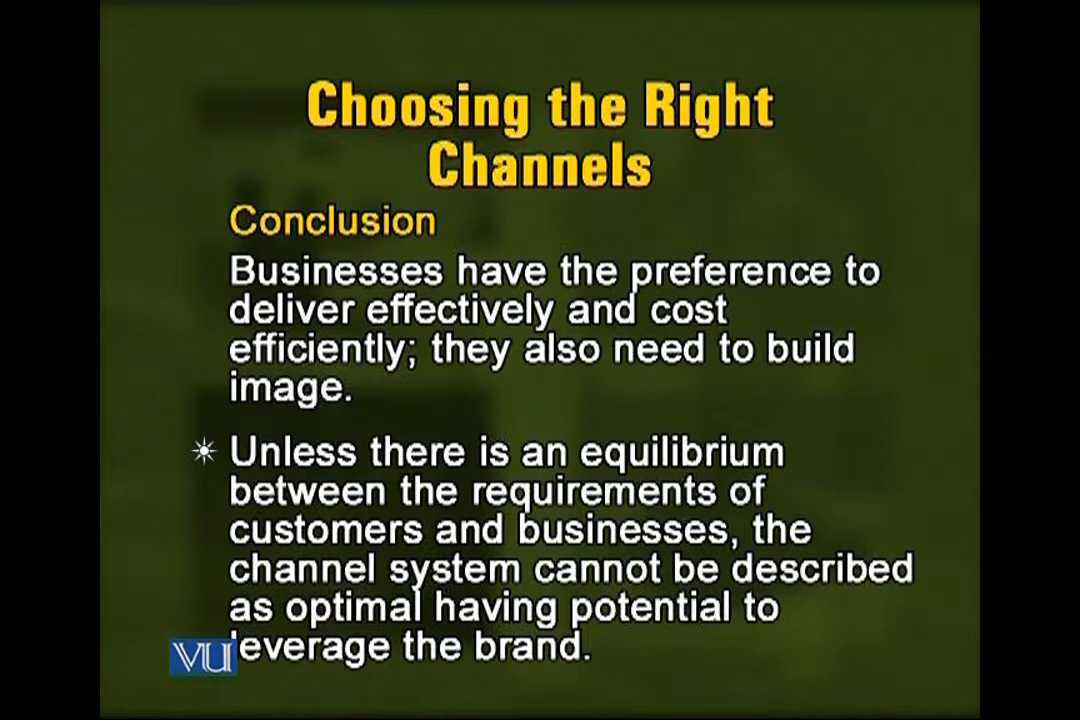 Choosing the Right
Channels
Conclusion
Businesses have the preference to
deliver effectively and cost
efficiently; they also need to build
image.
Unless there is an equilibrium
between the requirements of
customers and businesses, the
channel system cannot be described
as optimal having potential to
leverage the brand.
VU